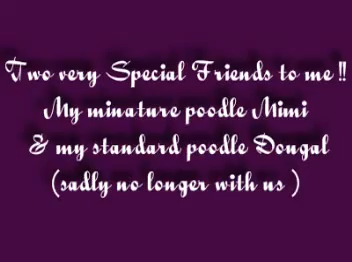 Two very Special Friends to me !!
My minature poodle Mimi
& my standard poodle Dougal
(sadly no longer with us )